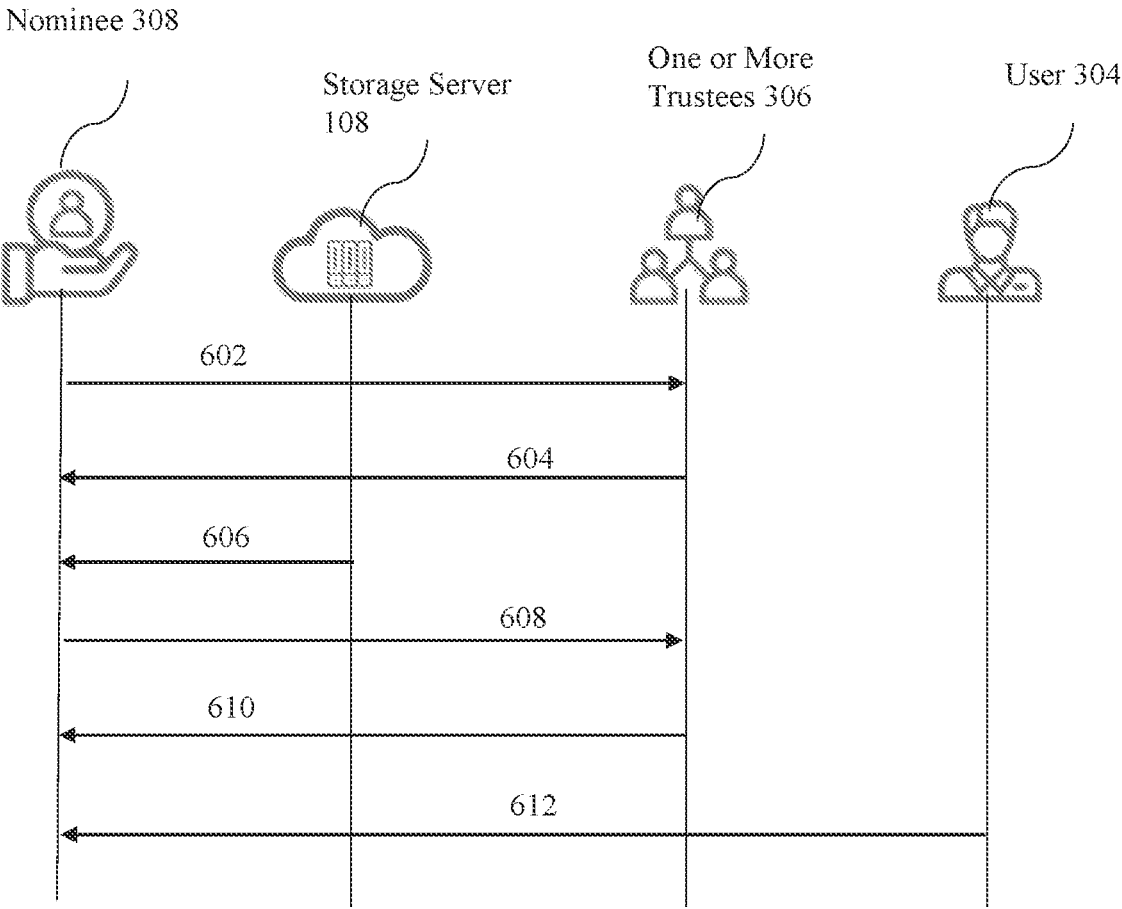 Nominee 308
Storage Server
108
One or More
Trustees 306
User 304
602
604
606
608
610
612